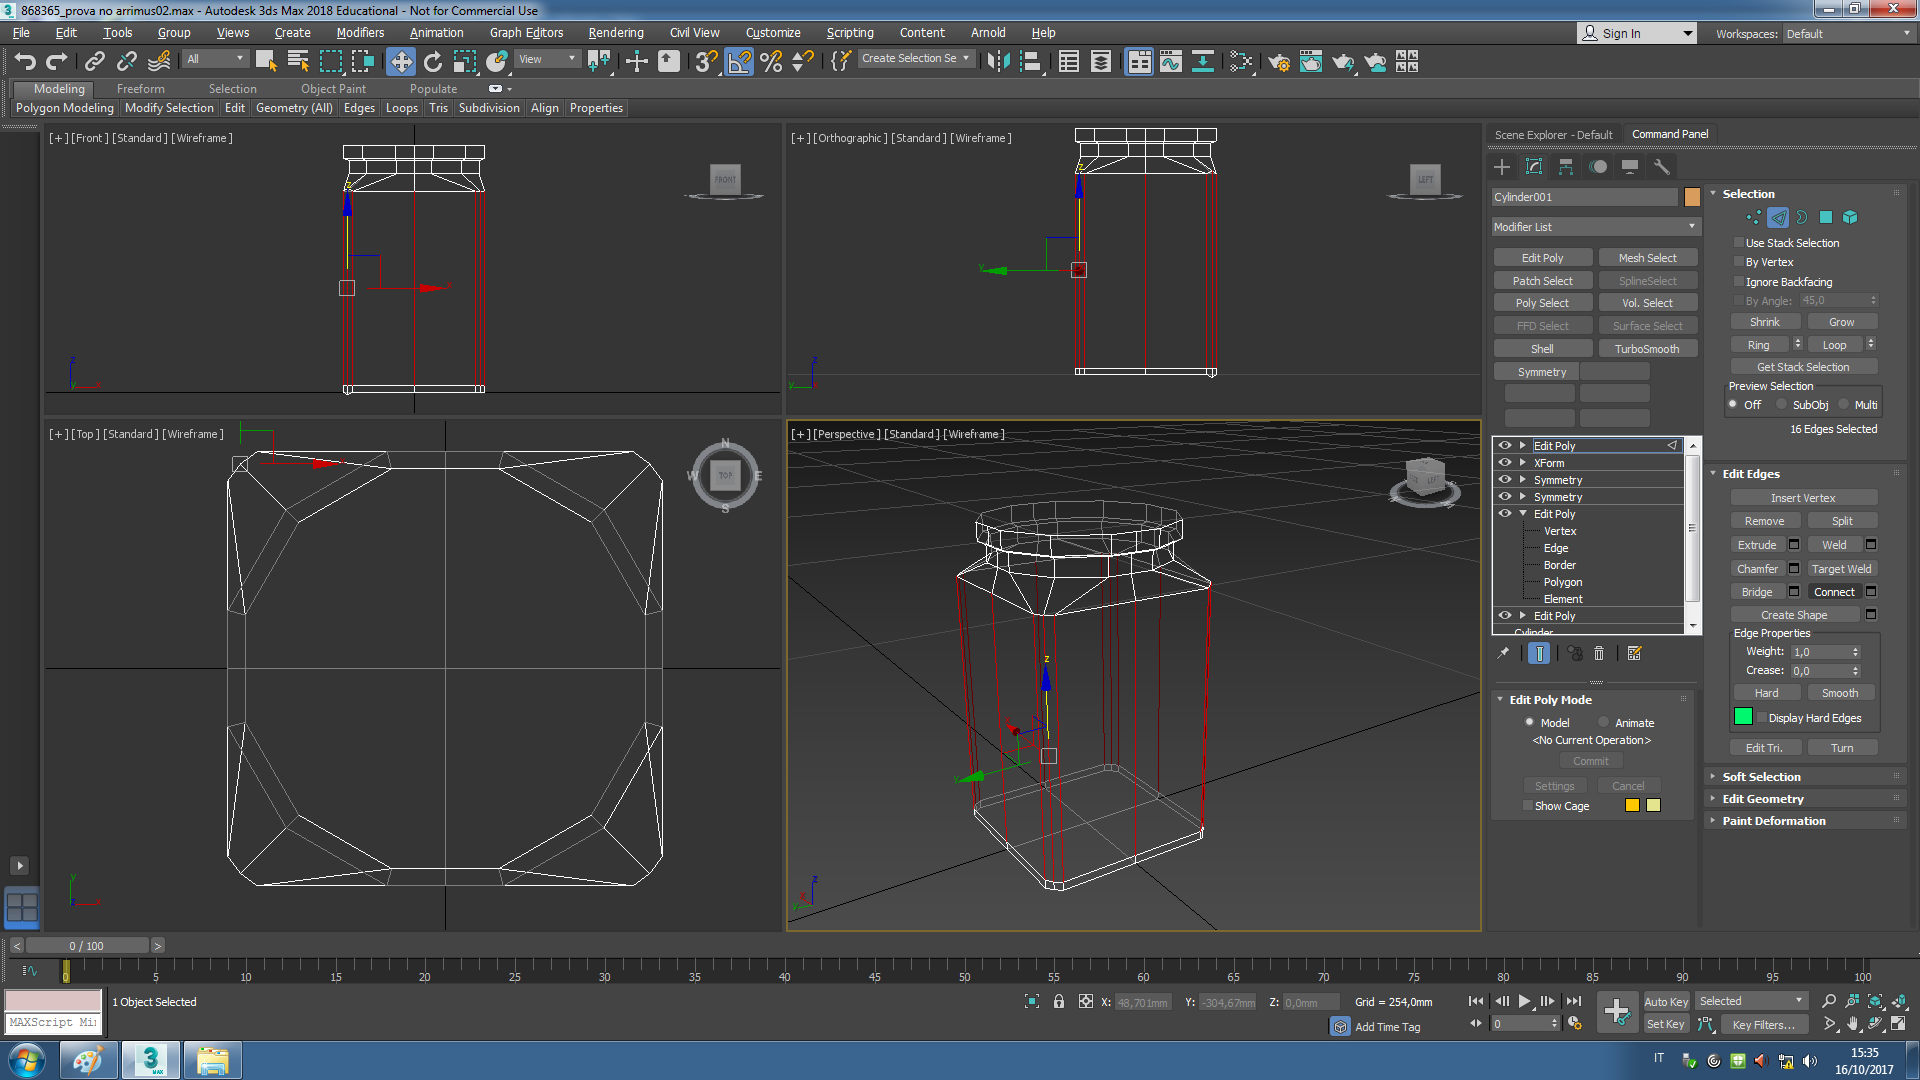 868365_prova no arrimus02.max - Autodesk 3ds Max 2018 Educational - Not for Commercial Use
File Edit Tools Group Views Create Modifiers Animation Graph Editors Rendering Civil View Customize Scripting Content Arnold Help
Sign In Workspaces: Default
All View Create Selection Se
Modeling Freeform Selection Object Paint Populate
Polygon Modeling Modify Selection Edit Geometry (All) Edges Loops Tris Subdivision Align Properties
[+] [Front] [Standard] [Wireframe]
FRONT
z
x
[+] [Orthographic] [Standard] [Wireframe]
LEFT
z
y
[+] [Top] [Standard] [Wireframe]
N
W TOP E
S
y
[+] [Perspective] [Standard] [Wireframe]
LEFT
z
y
x
Scene Explorer - Default Command Panel
Cylinder001
Modifier List
Edit Poly Mesh Select
Patch Select SplineSelect
Poly Select Vol. Select
FFD Select Surface Select
Shell TurboSmooth
Symmetry
Edit Poly
XForm
Symmetry
Symmetry
Edit Poly
Vertex
Edge
Border
Polygon
Element
Edit Poly
Cylinder
Edit Poly Mode
Model Animate
<No Current Operation>
Commit
Settings Cancel
Show Cage
Selection
Use Stack Selection
By Vertex
Ignore Backfacing
By Angle: 45,0
Shrink Grow
Ring Loop
Get Stack Selection
Preview Selection
Off SubObj Multi
16 Edges Selected
Edit Edges
Insert Vertex
Remove Split
Extrude Weld
Chamfer Target Weld
Bridge Connect
Create Shape
Edge Properties
Weight: 1,0
Crease: 0,0
Hard Smooth
Display Hard Edges
Edit Tri. Turn
Soft Selection
Edit Geometry
Paint Deformation
< 0 / 100 >
0 5 10 15 20 25 30 35 40 45 50 55 60 65 70 75 80 85 90 95 100
1 Object Selected
MAXScript Mi
X: 48,701mm Y: -304,67mm Z: 0,0mm Grid = 254,0mm
Add Time Tag
0
Auto Key Selected
Set Key Key Filters...
3
MAX
IT
15:35
16/10/2017